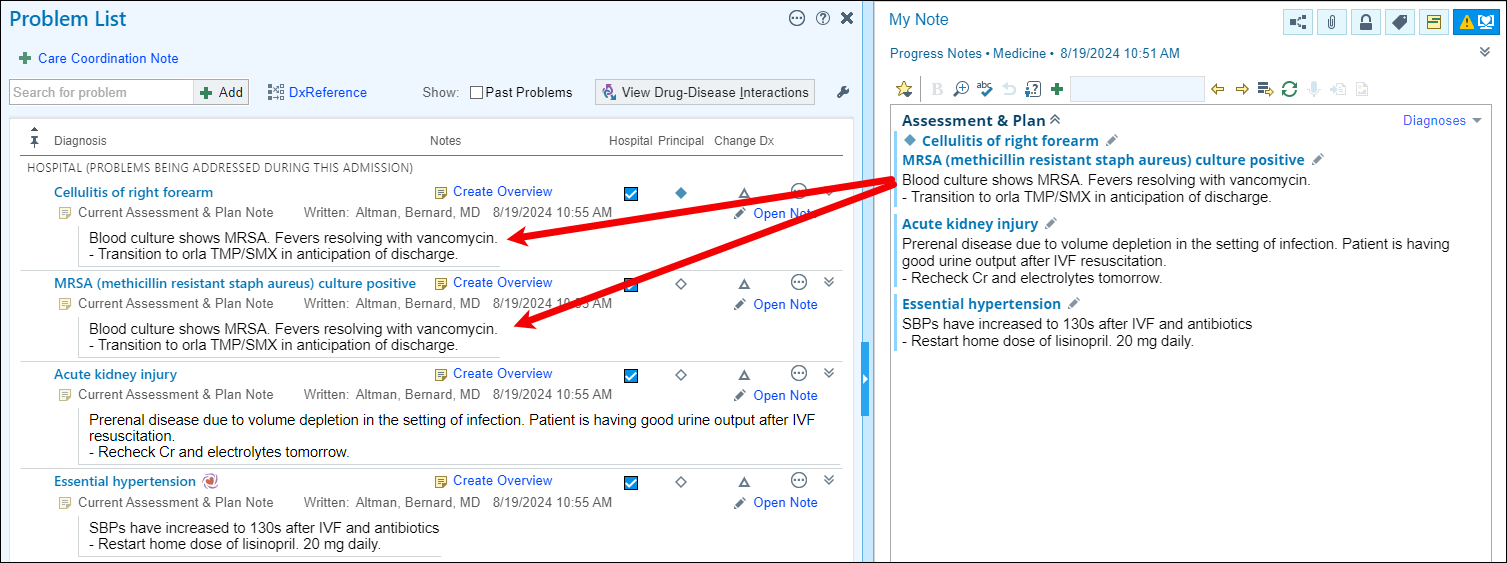 Problem List
Care Coordination Note
Search for problem Add DxReference Show: Past Problems View Drug-Disease Interactions
Diagnosis Notes Hospital Principal Change Dx
HOSPITAL (PROBLEMS BEING ADDRESSED DURING THIS ADMISSION)
Cellulitis of right forearm Create Overview
Current Assessment & Plan Note Written: Altman, Bernard, MD 8/19/2024 10:55 AM Open Note
Blood culture shows MRSA. Fevers resolving with vancomycin.
- Transition to orla TMP/SMX in anticipation of discharge.
MRSA (methicillin resistant staph aureus) culture positive Create Overview
Current Assessment & Plan Note Written: Altman, Bernard, MD 8/19/2024 10:55 AM Open Note
Blood culture shows MRSA. Fevers resolving with vancomycin.
- Transition to orla TMP/SMX in anticipation of discharge.
Acute kidney injury Create Overview
Current Assessment & Plan Note Written: Altman, Bernard, MD 8/19/2024 10:55 AM Open Note
Prerenal disease due to volume depletion in the setting of infection. Patient is having good urine output after IVF
resuscitation.
- Recheck Cr and electrolytes tomorrow.
Essential hypertension Create Overview
Current Assessment & Plan Note Written: Altman, Bernard, MD 8/19/2024 10:55 AM Open Note
SBPs have increased to 130s after IVF and antibiotics
- Restart home dose of lisinopril. 20 mg daily.
My Note
Progress Notes • Medicine • 8/19/2024 10:51 AM
B abc
Assessment & Plan Diagnoses
Cellulitis of right forearm
MRSA (methicillin resistant staph aureus) culture positive
Blood culture shows MRSA. Fevers resolving with vancomycin.
- Transition to orla TMP/SMX in anticipation of discharge.
Acute kidney injury
Prerenal disease due to volume depletion in the setting of infection. Patient is having
good urine output after IVF resuscitation.
- Recheck Cr and electrolytes tomorrow.
Essential hypertension
SBPs have increased to 130s after IVF and antibiotics
- Restart home dose of lisinopril. 20 mg daily.